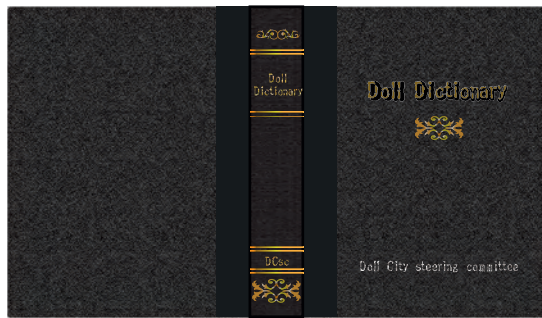 Doll
Dictionary
DCsc
Doll Dictionary
Doll City steering committee